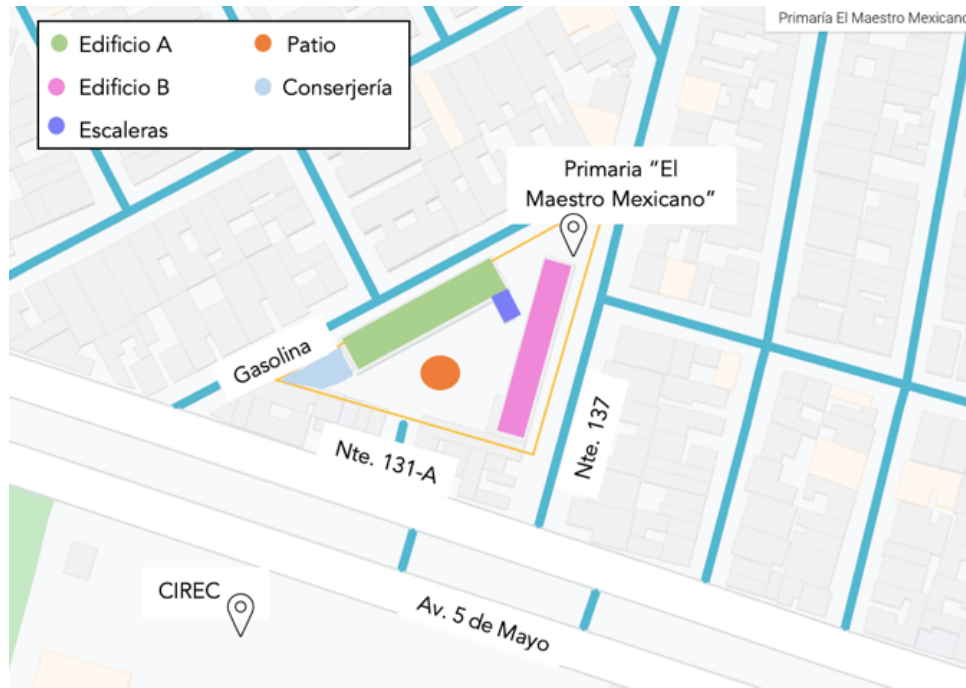 Primaría El Maestro Mexicano
Edificio A
Patio
Edificio B
Conserjería
Escaleras
Primaria “El
Maestro Mexicano”
Gasolina
Nte. 131-A
Nte. 137
CIREC
Av. 5 de Mayo